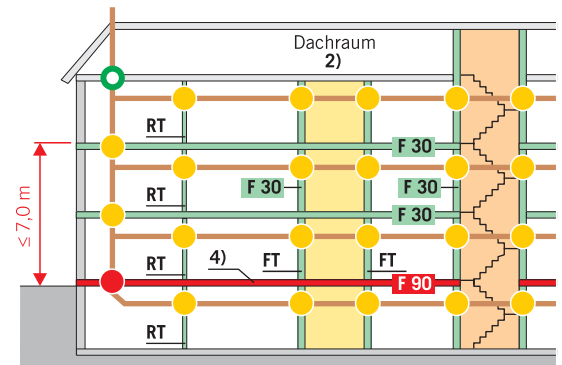 Dachraum
2)
RT
F 30
RT
F 30
F 30
F 30
≤ 7,0 m
RT
4)
FT
FT
F 90
RT